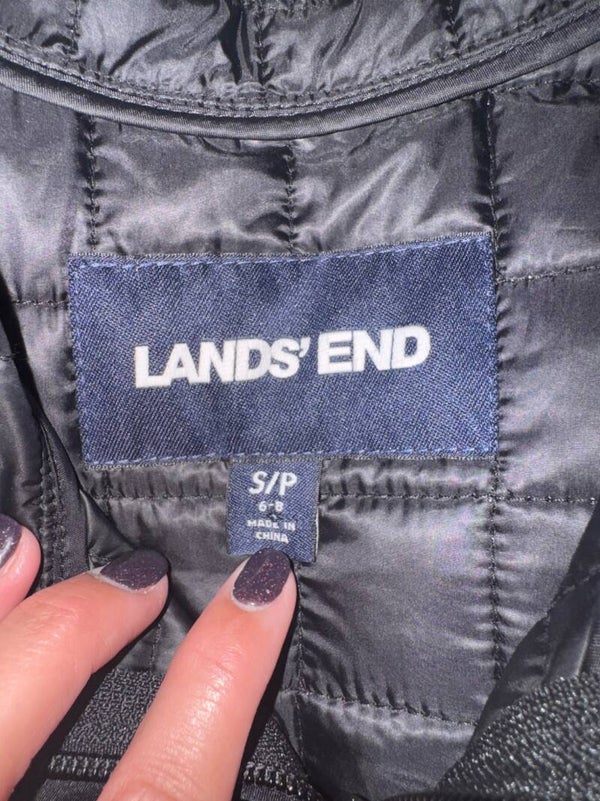 LANDS' END
S/P
6-8
MADE IN
CHINA